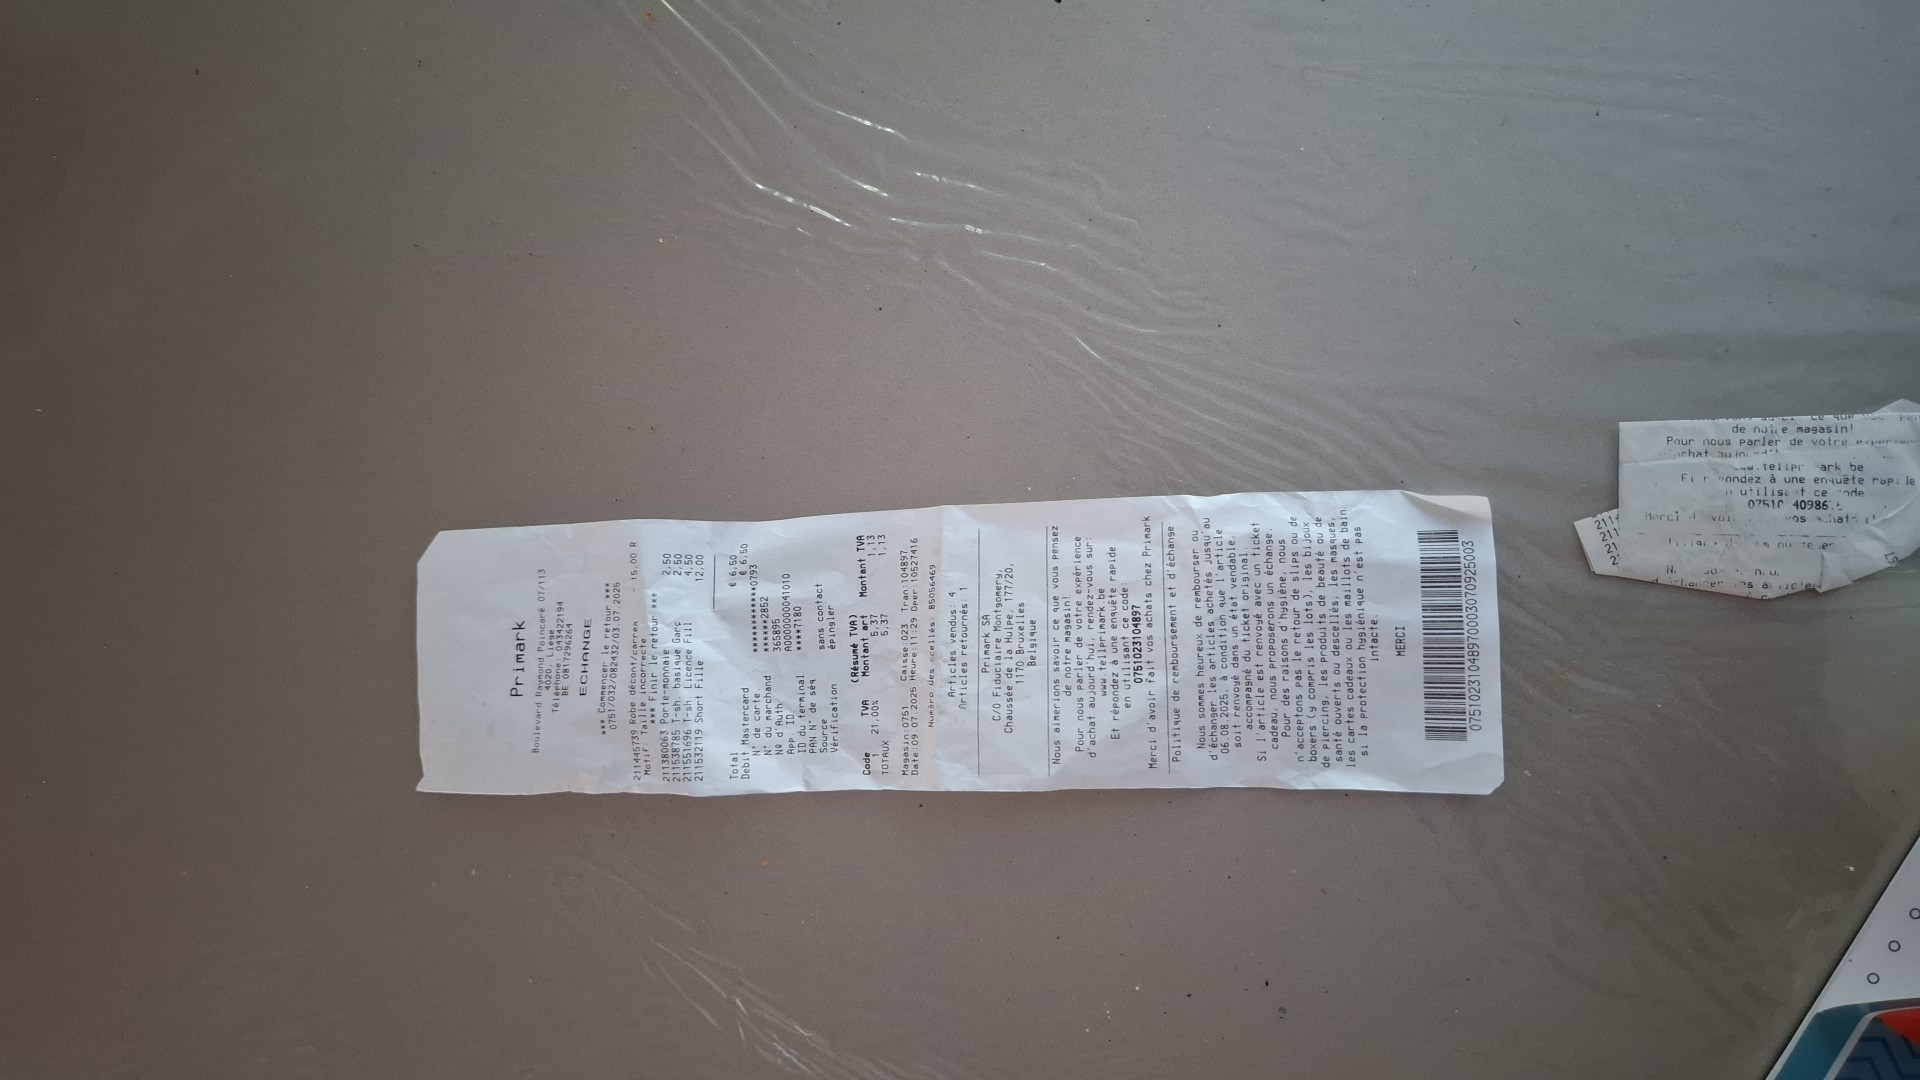 Primark
Boulevard Raymond Poincaré 07/113
4020, Liege
Téléphone: 043422194
BE 0817296264
ECHANGE
*** Commencer le retour ***
0751/032/082432/03.07.2025
211445739 Robe décont/carrea - 15,00 R
Motif: Taille incorrecte
*** Finir le retour ***
211380063 Porte-monnaie 2,50
211538785 T-sh. basique Garç 2,50
211551696 T-sh Licence Fill 4,50
211532119 Short Fille 12,00
Total € 6,50
Debit Mastercard € 6,50
N° de carte ************0793
N° du marchand ******2852
Nº d'Auth 365895
App. ID A0000000041010
ID du terminal ****7180
PAN N° de séq
Source sans contact
Vérification épingler
(Résumé TVA)
Code TVA Montant art Montant TVA
1 21,00% 5,37 1,13
TOTAUX 5,37 1,13
Magasin:0751 Caisse:023 Tran:104897
Date:09.07.2025 Heure:11:29 Oper:10527416
Numéro des scellés: 85056469
Articles vendus: 4
Articles retournés: 1
Primark SA
C/O Fiduciaire Montgomery,
Chaussée de la Hulpe, 177/20,
1170 Bruxelles
Belgique
Nous aimerions savoir ce que vous pensez
de notre magasin!
Pour nous parler de votre expérience
d'achat aujourd'hui, rendez-vous sur:
www.tellprimark.be
Et répondez à une enquête rapide
en utilisant ce code:
0751023104897
Merci d'avoir fait vos achats chez Primark
Politique de remboursement et d'échange
Nous sommes heureux de rembourser ou
d'échanger les articles achetés jusqu'au
06.08.2025, à condition que l'article
soit renvoyé dans un état vendable,
accompagné du ticket original.
Si l'article est renvoyé avec un ticket
cadeau, nous proposerons un échange.
Pour des raisons d'hygiène, nous
n'acceptons pas le retour de slips ou de
boxers (y compris les lots), les bijoux
de piercing, les produits de beauté ou de
santé ouverts ou descellés, les masques,
les cartes cadeaux ou les maillots de bain
si la protection hygiénique n'est pas
intacte.
MERCI
07510231048970003070925003
de notre magasin!
Pour nous parler de votre
be
à une enquête rapide
ce
07510 40986
Merci